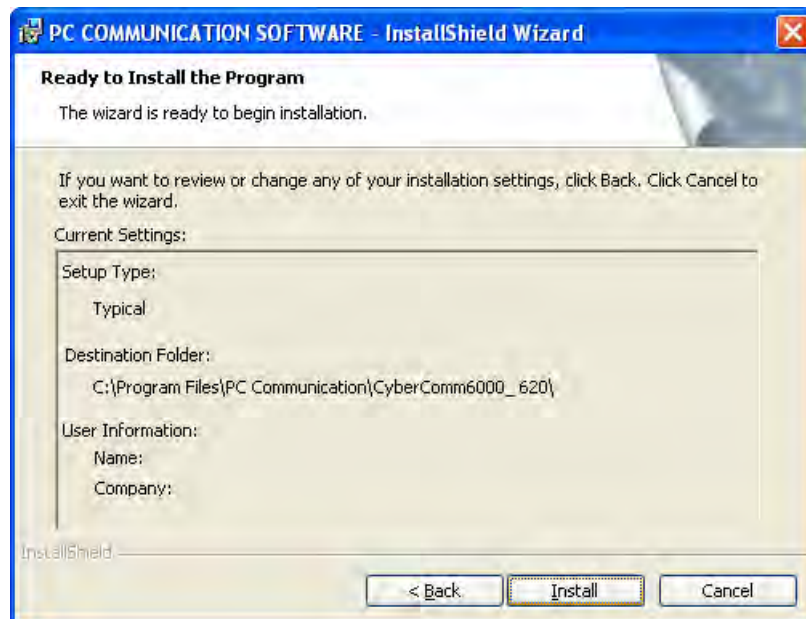 PC COMMUNICATION SOFTWARE - InstallShield Wizard
Ready to Install the Program
The wizard is ready to begin installation.
If you want to review or change any of your installation settings, click Back. Click Cancel to
exit the wizard.
Current Settings:
Setup Type:
Typical
Destination Folder:
C:\Program Files\PC Communication\CyberComm6000_ 620\
User Information:
Name:
Company:
InstallShield
< Back
Install
Cancel